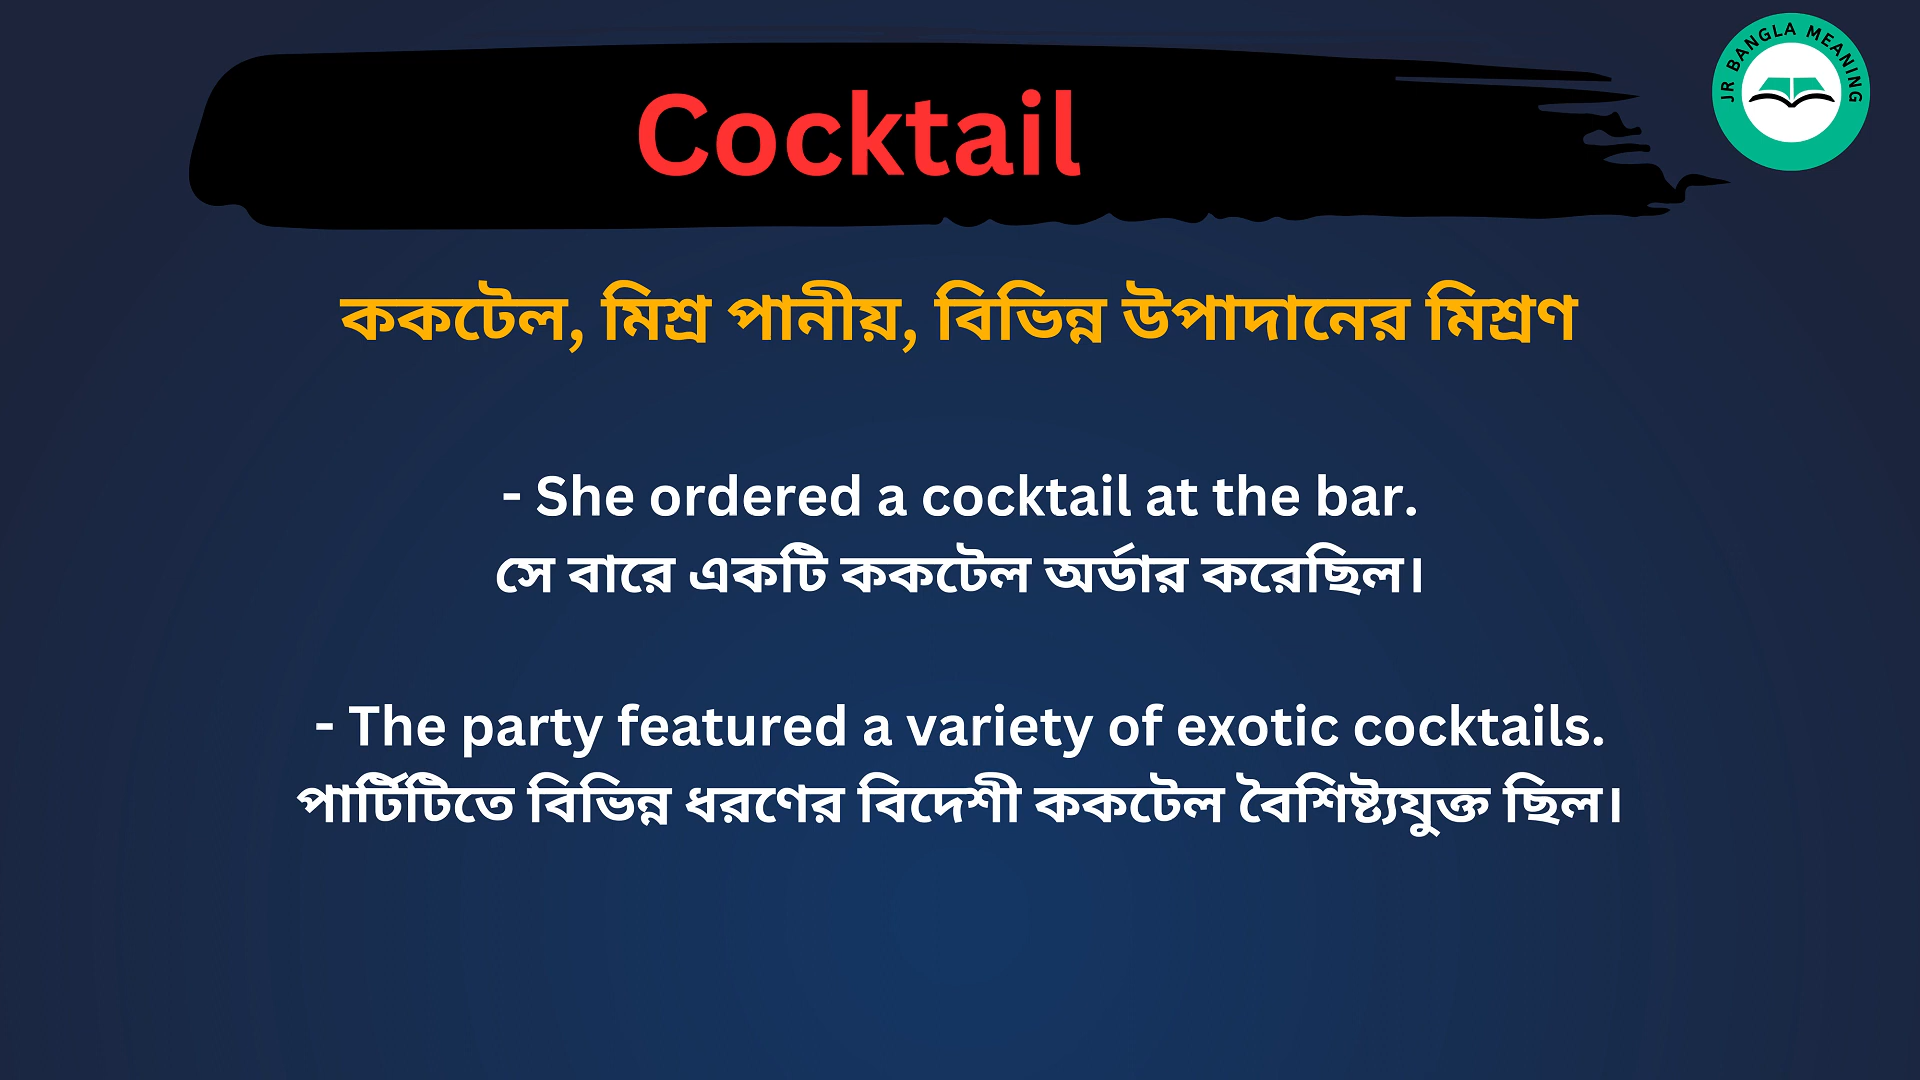 JR BANGLA MEANING
Cocktail
ককটেল, মিশ্র পানীয়, বিভিন্ন উপাদানের মিশ্রণ
- She ordered a cocktail at the bar.
সে বারে একটি ককটেল অর্ডার করেছিল।
- The party featured a variety of exotic cocktails.
পার্টিটিতে বিভিন্ন ধরণের বিদেশী ককটেল বৈশিষ্ট্যযুক্ত ছিল।